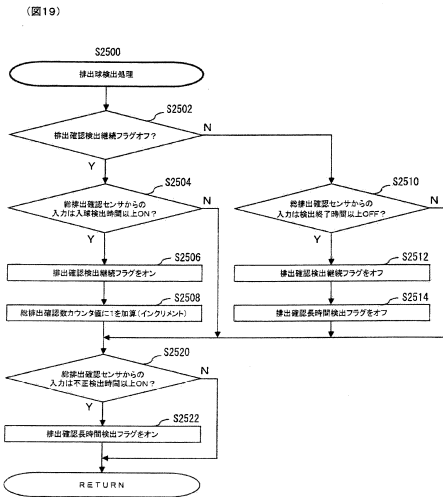 (図19)
S2500
排出球検出処理
S2502
排出確認検出継続フラグオフ?
N
Y
S2504
総排出確認センサからの
入力は入球検出時間以上ON?
N
Y
S2506
排出確認検出継続フラグをオン
S2508
総排出確認数カウンタ値に1を加算(インクリメント)
S2510
総排出確認センサからの
入力は検出終了時間以上OFF?
N
Y
S2512
排出確認検出継続フラグをオフ
S2514
排出確認長時間検出フラグをオフ
S2520
総排出確認センサからの
入力は不正検出時間以上ON?
N
Y
S2522
排出確認長時間検出フラグをオン
RETURN